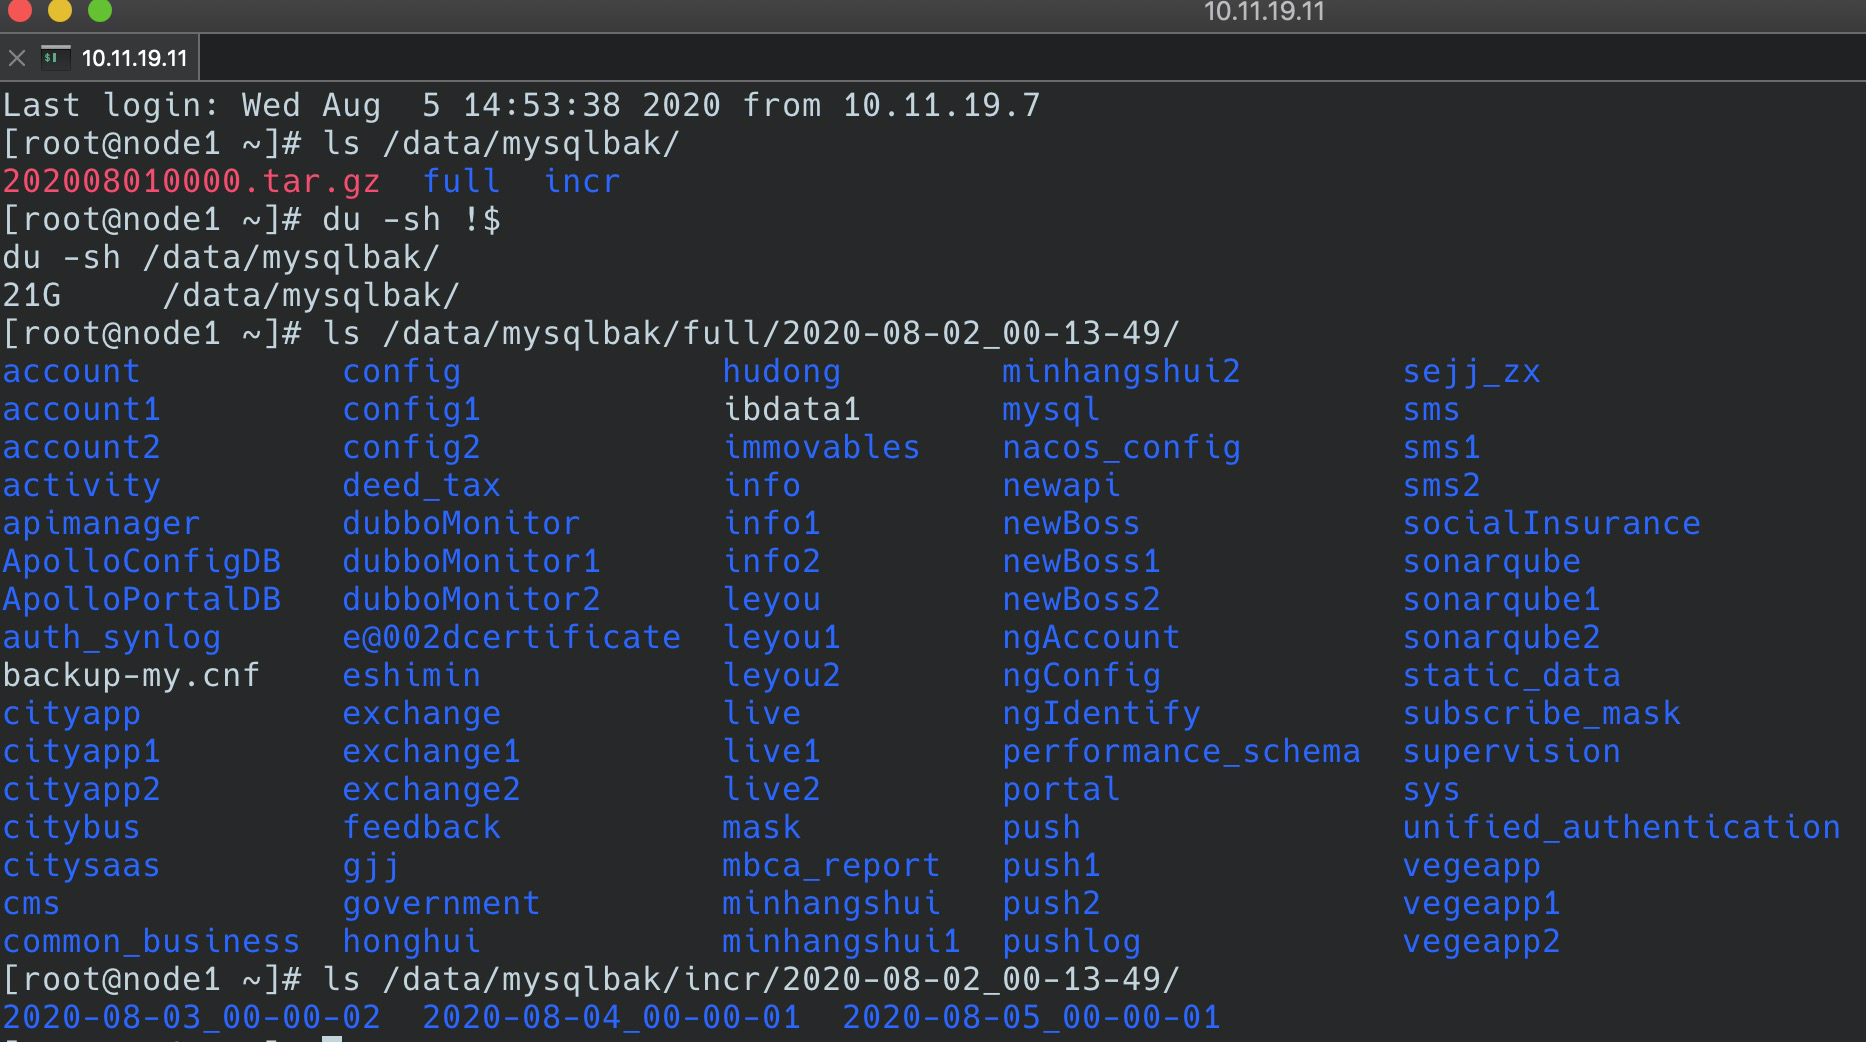 10.11.19.11
10.11.19.11
Last login: Wed Aug  5 14:53:38 2020 from 10.11.19.7
[root@node1 ~]# ls /data/mysqlbak/
202008010000.tar.gz  full  incr
[root@node1 ~]# du -sh !$
du -sh /data/mysqlbak/
21G     /data/mysqlbak/
[root@node1 ~]# ls /data/mysqlbak/full/2020-08-02_00-13-49/
account          config             hudong       minhangshui2        sejj_zx
account1         config1            ibdata1      mysql               sms
account2         config2            immovables   nacos_config        sms1
activity         deed_tax           info         newapi              sms2
apimanager       dubboMonitor       info1        newBoss             socialInsurance
ApolloConfigDB   dubboMonitor1      info2        newBoss1            sonarqube
ApolloPortalDB   dubboMonitor2      leyou        newBoss2            sonarqube1
auth_synlog      e@002dcertificate  leyou1       ngAccount           sonarqube2
backup-my.cnf    eshimin            leyou2       ngConfig            static_data
cityapp          exchange           live         ngIdentify          subscribe_mask
cityapp1         exchange1          live1        performance_schema  supervision
cityapp2         exchange2          live2        portal              sys
citybus          feedback           mask         push                unified_authentication
citysaas         gjj                mbca_report  push1               vegeapp
cms              government         minhangshui  push2               vegeapp1
common_business  honghui            minhangshui1  pushlog             vegeapp2
[root@node1 ~]# ls /data/mysqlbak/incr/2020-08-02_00-13-49/
2020-08-03_00-00-02  2020-08-04_00-00-01  2020-08-05_00-00-01